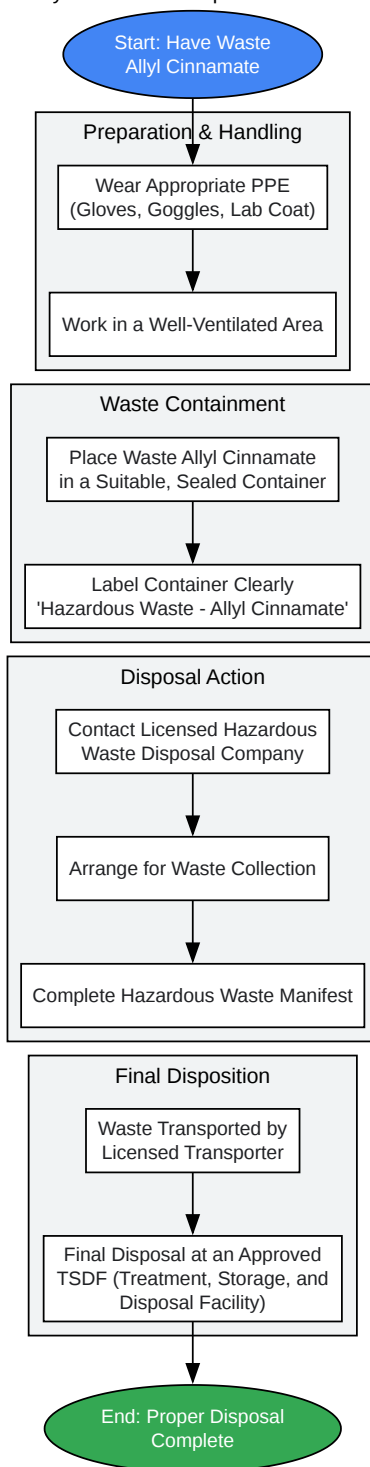 Start: Have Waste
Allyl Cinnamate
Preparation & Handling
Wear Appropriate PPE
(Gloves, Goggles, Lab Coat)
Work in a Well-Ventilated Area
Waste Containment
Place Waste Allyl Cinnamate
in a Suitable, Sealed Container
Label Container Clearly
'Hazardous Waste - Allyl Cinnamate'
Disposal Action
Contact Licensed Hazardous
Waste Disposal Company
Arrange for Waste Collection
Complete Hazardous Waste Manifest
Final Disposition
Waste Transported by
Licensed Transporter
Final Disposal at an Approved
TSDF (Treatment, Storage, and
Disposal Facility)
End: Proper Disposal
Complete